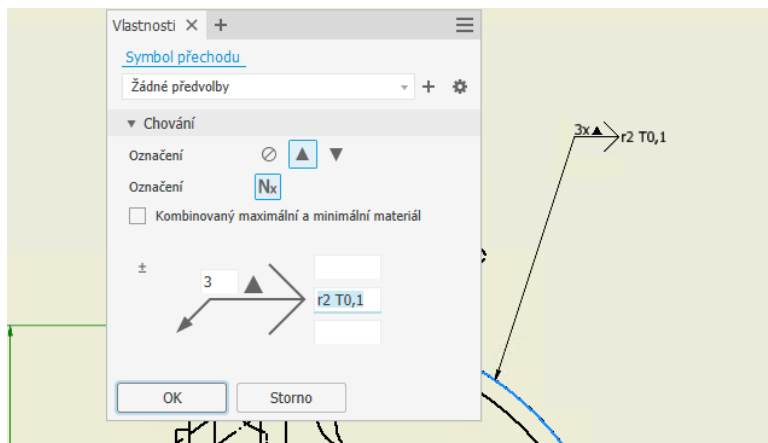 Vlastnosti
Symbol přechodu
Žádné předvolby
Chování
Označení
Označení Nx
Kombinovaný maximální a minimální materiál
±
3
r2 T0,1
OK Storno
3x r2 T0,1